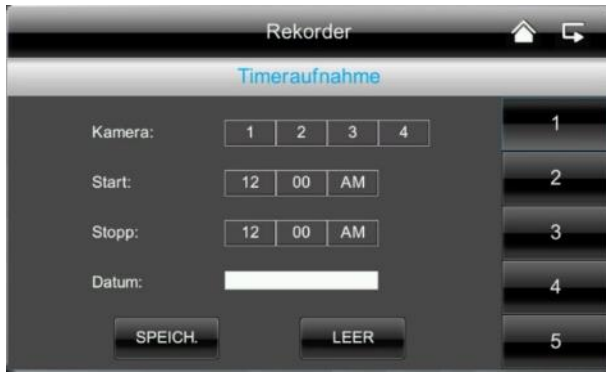 Rekorder
Timeraufnahme
Kamera: 1 2 3 4
Start: 12 00 AM
Stopp: 12 00 AM
Datum:
SPEICH. LEER
1
2
3
4
5